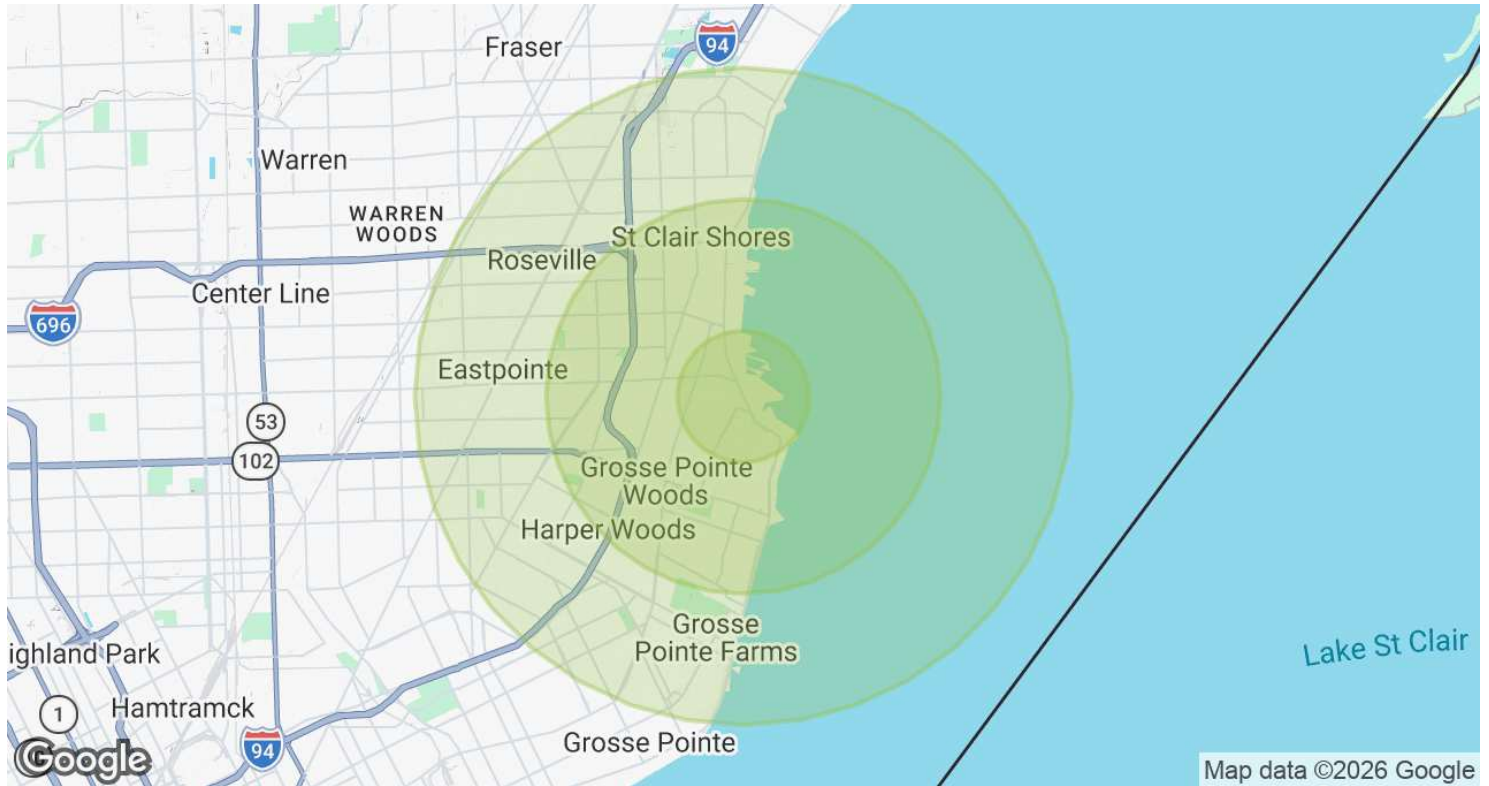 Fraser
94
Warren
WARREN
WOODS
St Clair Shores
Roseville
Center Line
696
Eastpointe
53
102
Grosse Pointe
Woods
Harper Woods
Grosse
Pointe Farms
ighland Park
Lake St Clair
Hamtramck
1
94
Grosse Pointe
Google
Map data ©2026 Google